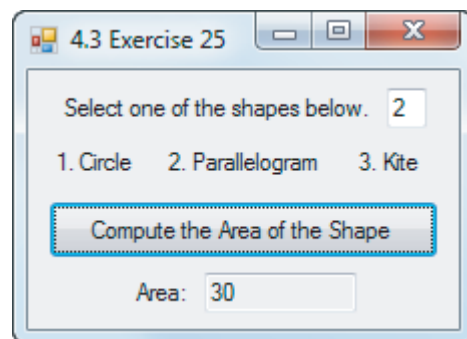 4.3 Exercise 25
Select one of the shapes below. 2
1. Circle 2. Parallelogram 3. Kite
Compute the Area of the Shape
Area: 30